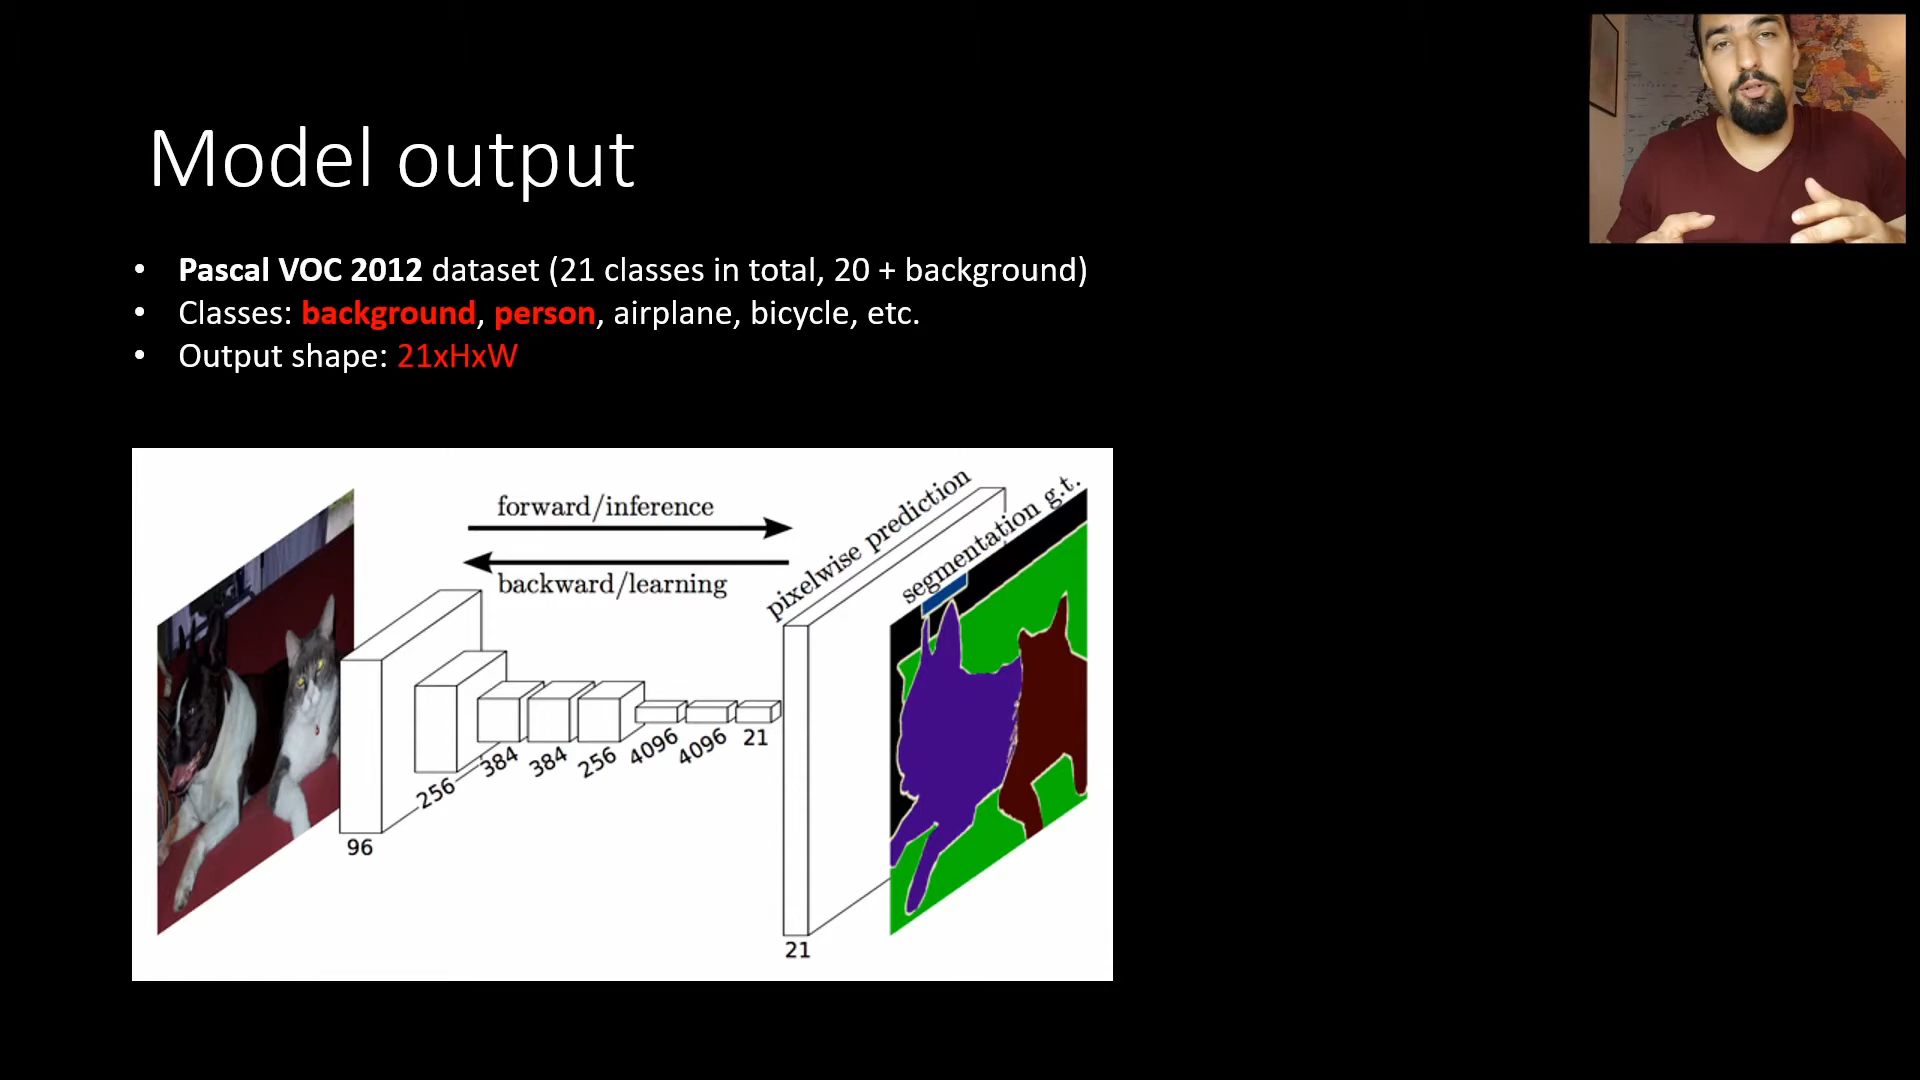 Model output
• Pascal VOC 2012 dataset (21 classes in total, 20 + background)
• Classes: background, person, airplane, bicycle, etc.
• Output shape: 21xHxW
forward/inference
backward/learning
pixelwise prediction
segmentation g.t.
96
256
384
384
256
4096
4096
21
21